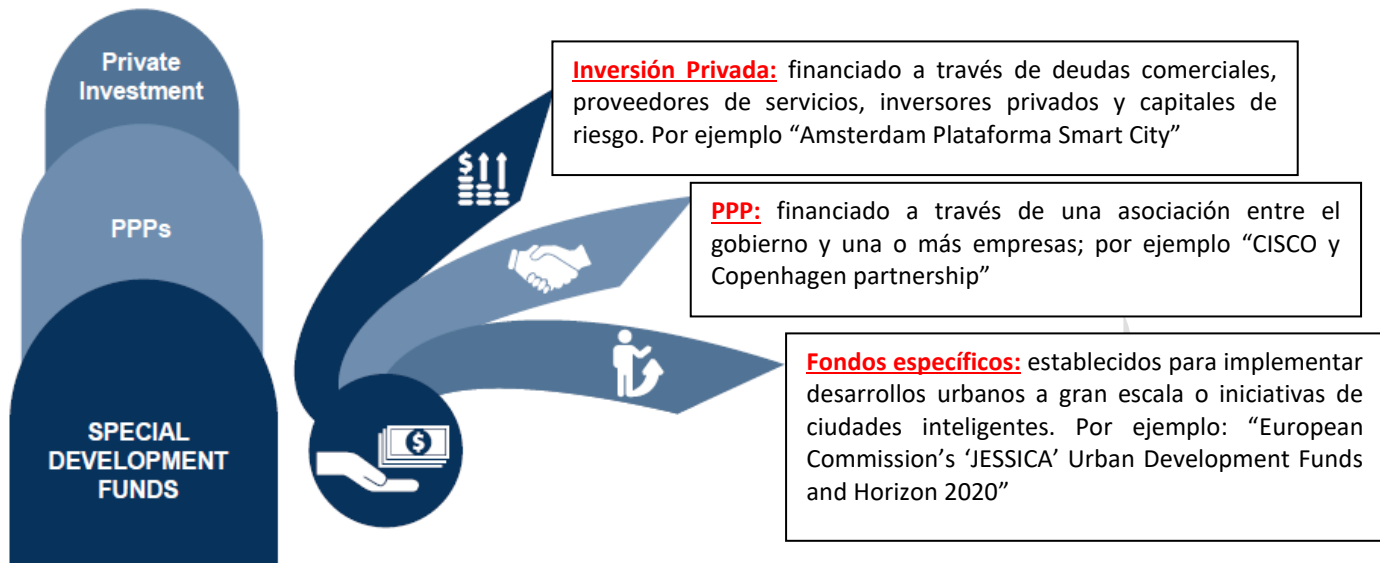 Private
Investment
PPPs
SPECIAL
DEVELOPMENT
FUNDS
$
$
Inversión Privada: financiado a través de deudas comerciales,
proveedores de servicios, inversores privados y capitales de
riesgo. Por ejemplo “Amsterdam Plataforma Smart City”
PPP: financiado a través de una asociación entre el
gobierno y una o más empresas; por ejemplo “CISCO y
Copenhagen partnership”
Fondos específicos: establecidos para implementar
desarrollos urbanos a gran escala o iniciativas de
ciudades inteligentes. Por ejemplo: “European
Commission’s ‘JESSICA’ Urban Development Funds
and Horizon 2020”